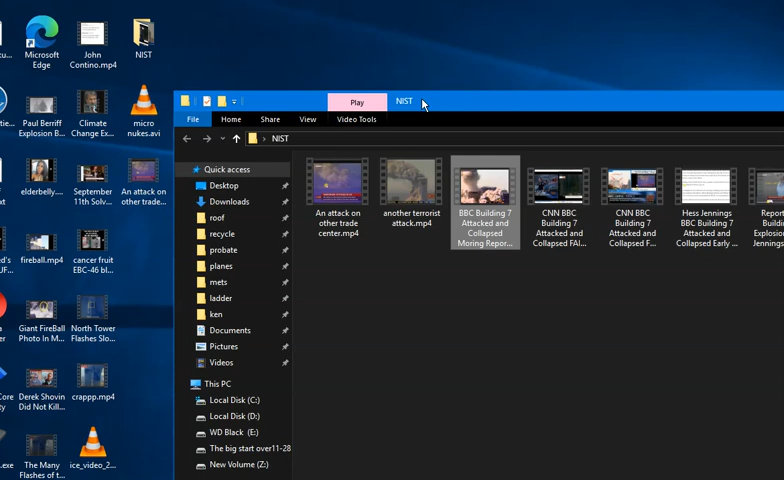 Microsoft
Edge
John
Contino.mp4
NIST
Paul Berriff
Explosion B...
Climate
Change Ex...
micro
nukes.avi
elderbelly....
September
11th Solv...
An attack on
other trade...
fireball.mp4
cancer fruit
EBC-46 bl...
Giant FireBall
Photo In M...
North Tower
Flashes Slo...
Derek Shovin
Did Not Kill...
crappp.mp4
.exe
The Many
Flashes of t...
ice_video_2...
Play
NIST
File
Home
Share
View
Video Tools
NIST
Quick access
Desktop
Downloads
roof
recycle
probate
planes
mets
ladder
ken
Documents
Pictures
Videos
This PC
Local Disk (C:)
Local Disk (D:)
WD Black (E:)
The big start over11-28
New Volume (Z:)
An attack on
other trade
center.mp4
another terrorist
attack.mp4
BBC Building 7
Attacked and
Collapsed
Moring Repor...
CNN BBC
Building 7
Attacked and
Collapsed FAI...
CNN BBC
Building 7
Attacked and
Collapsed F...
Hess Jennings
BBC Building 7
Attacked and
Collapsed Early ...
Report
Buildin
Explosion
Jennings